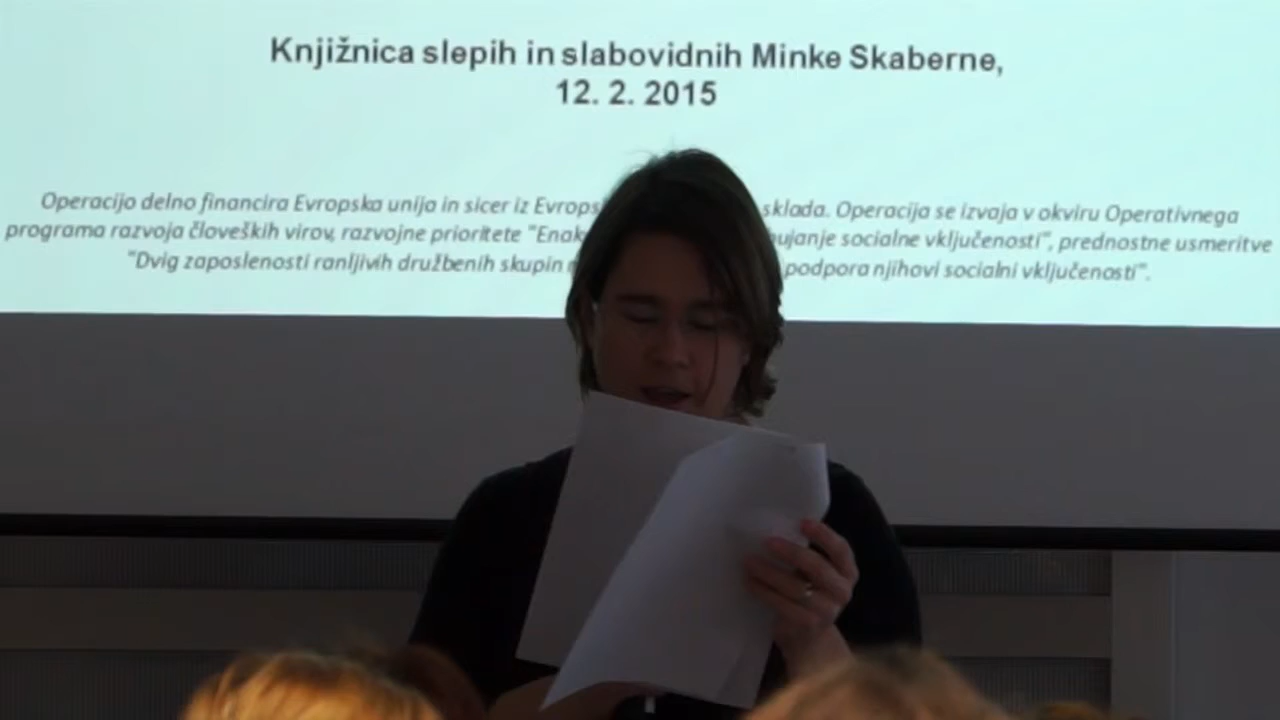 Knjižnica slepih in slabovidnih Minke Skaberne,
12. 2. 2015
Operacijo delno financira Evropska unija in sicer iz sklada. Operacija se izvaja v okviru Operativnega
programa razvoja človeških virov, razvojne prioritete "Enak socialne vključenosti", prednostne usmeritve
"Dvig zaposlenosti ranljivih družbenih skupin podpora njihovi socialni vključenosti".